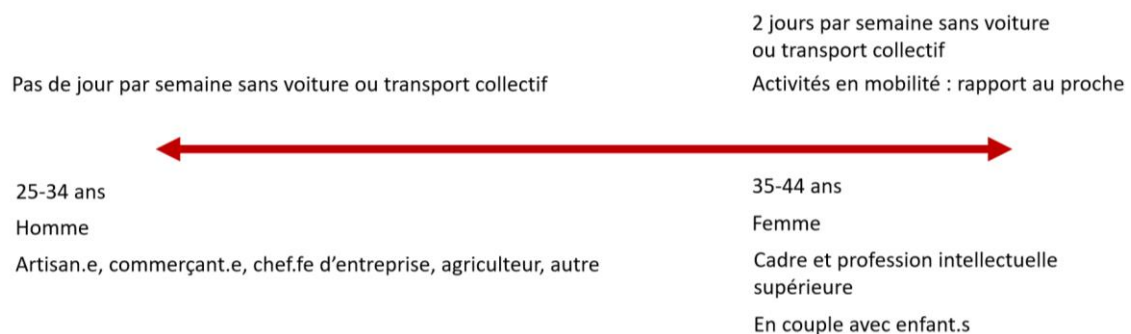 2 jours par semaine sans voiture
ou transport collectif
Pas de jour par semaine sans voiture ou transport collectif
Activités en mobilité : rapport au proche
25-34 ans
Homme
Artisan.e, commerçant.e, chef.fe d'entreprise, agriculteur, autre
35-44 ans
Femme
Cadre et profession intellectuelle
supérieure
En couple avec enfant.s